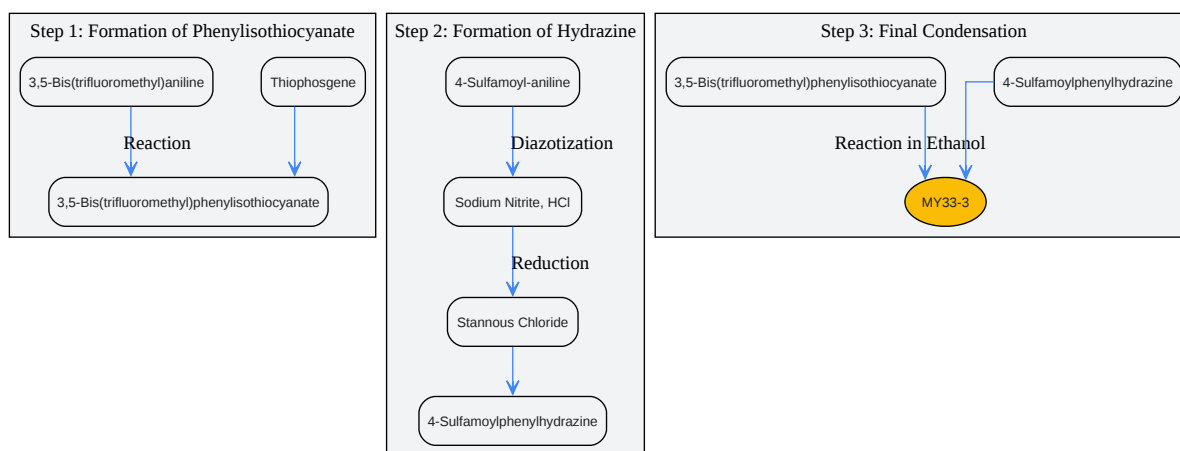 Step 1: Formation of Phenylisothiocyanate
3,5-Bis(trifluoromethyl)aniline
Thiophosgene
Reaction
3,5-Bis(trifluoromethyl)phenylisothiocyanate
Step 2: Formation of Hydrazine
4-Sulfamoyl-aniline
Diazotization
Sodium Nitrite, HCl
Reduction
Stannous Chloride
4-Sulfamoylphenylhydrazine
Step 3: Final Condensation
3,5-Bis(trifluoromethyl)phenylisothiocyanate
4-Sulfamoylphenylhydrazine
Reaction in Ethanol
MY33-3